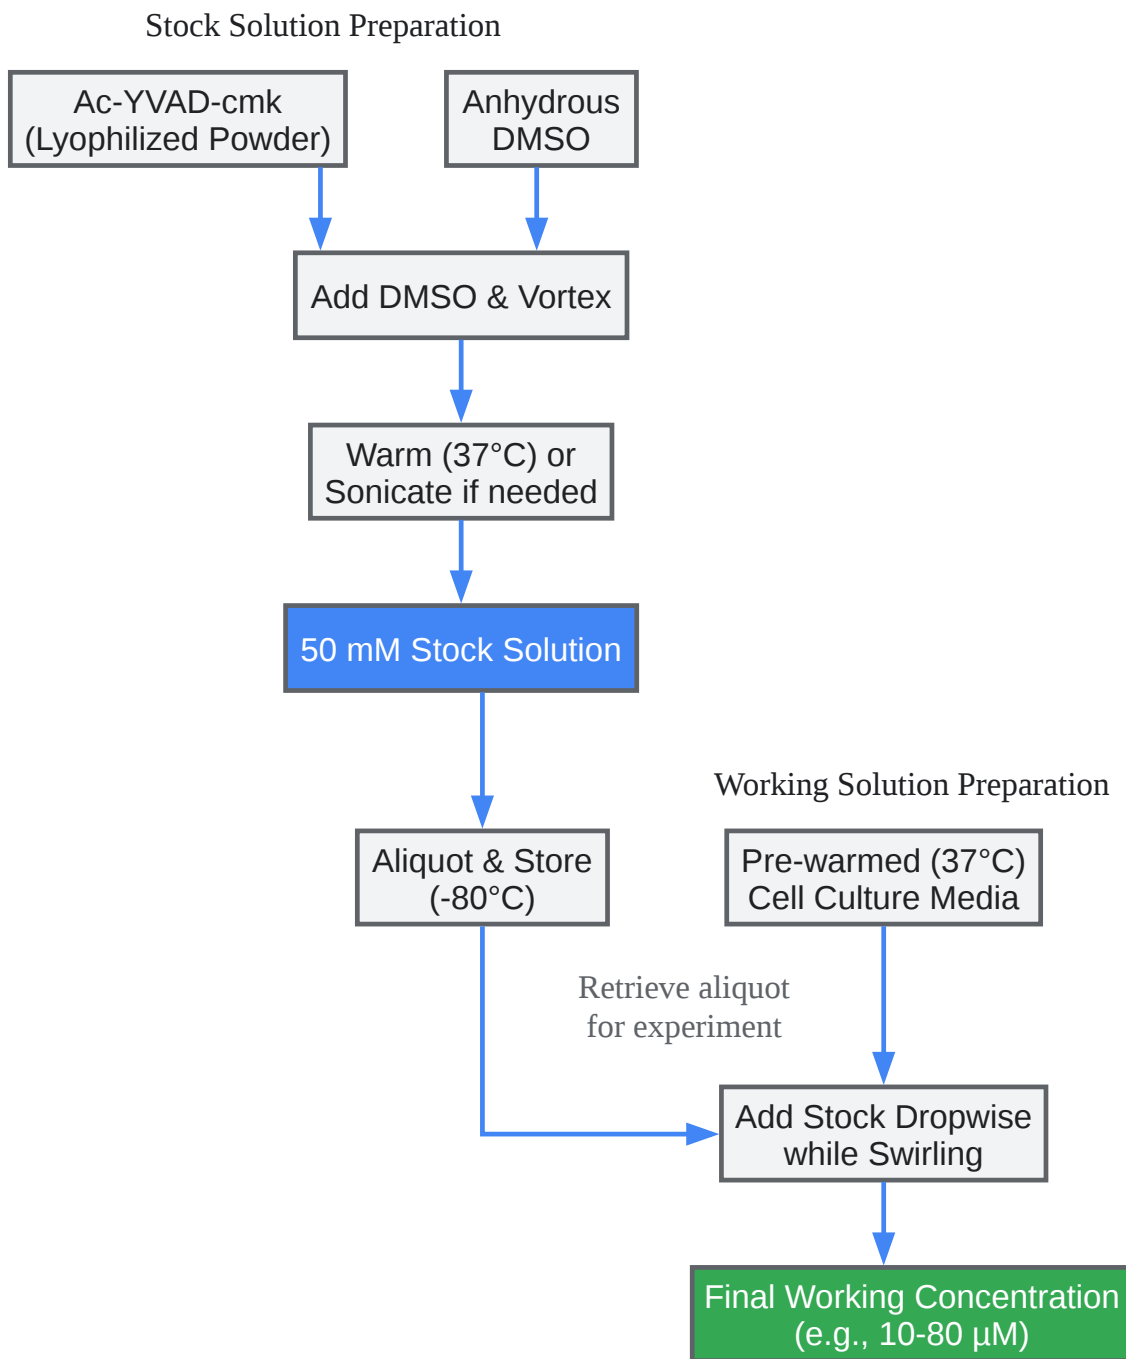 Stock Solution Preparation
Ac-YVAD-cmk
(Lyophilized Powder)
Anhydrous
DMSO
Add DMSO & Vortex
Warm (37°C) or
Sonicate if needed
50 mM Stock Solution
Aliquot & Store
(-80°C)
Working Solution Preparation
Pre-warmed (37°C)
Cell Culture Media
Retrieve aliquot
for experiment
Add Stock Dropwise
while Swirling
Final Working Concentration
(e.g., 10-80 µM)